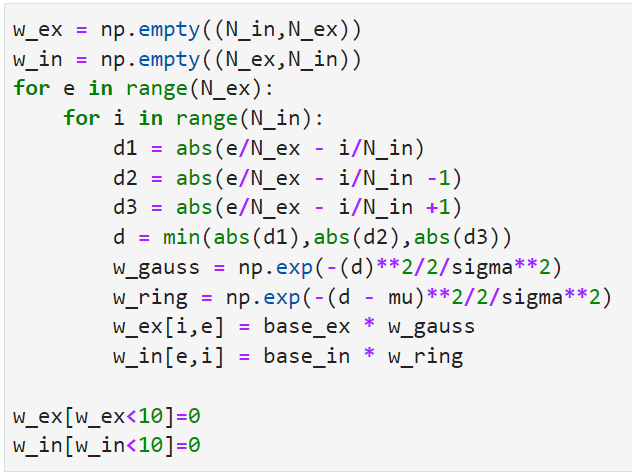 w_ex = np.empty((N_in,N_ex))
w_in = np.empty((N_ex,N_in))
for e in range(N_ex):
    for i in range(N_in):
        d1 = abs(e/N_ex - i/N_in)
        d2 = abs(e/N_ex - i/N_in -1)
        d3 = abs(e/N_ex - i/N_in +1)
        d = min(abs(d1),abs(d2),abs(d3))
        w_gauss = np.exp(-(d)**2/2/sigma**2)
        w_ring = np.exp(-(d - mu)**2/2/sigma**2)
        w_ex[i,e] = base_ex * w_gauss
        w_in[e,i] = base_in * w_ring

w_ex[w_ex<10]=0
w_in[w_in<10]=0